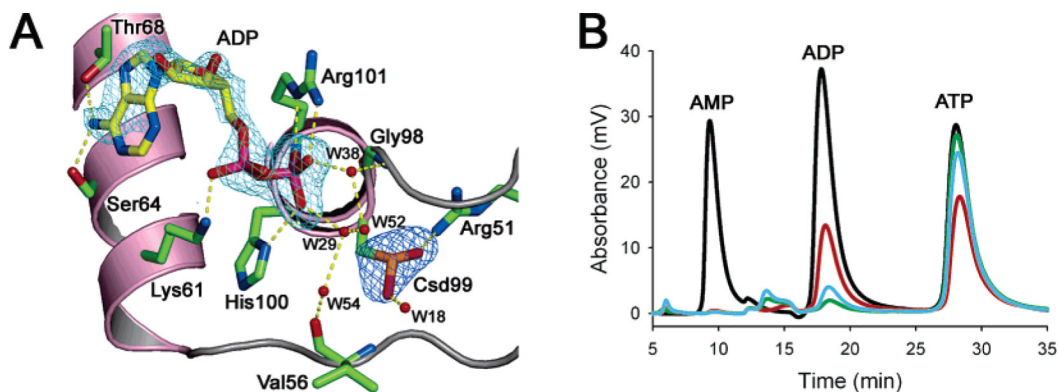 A
Thr68
ADP
Arg101
Gly98
W38
Ser64
W52
Arg51
W29
Lys61
His100
Csd99
W54
W18
Val56
B
Absorbance (mV)
40
30
20
10
0
AMP
ADP
ATP
5 10 15 20 25 30 35
Time (min)